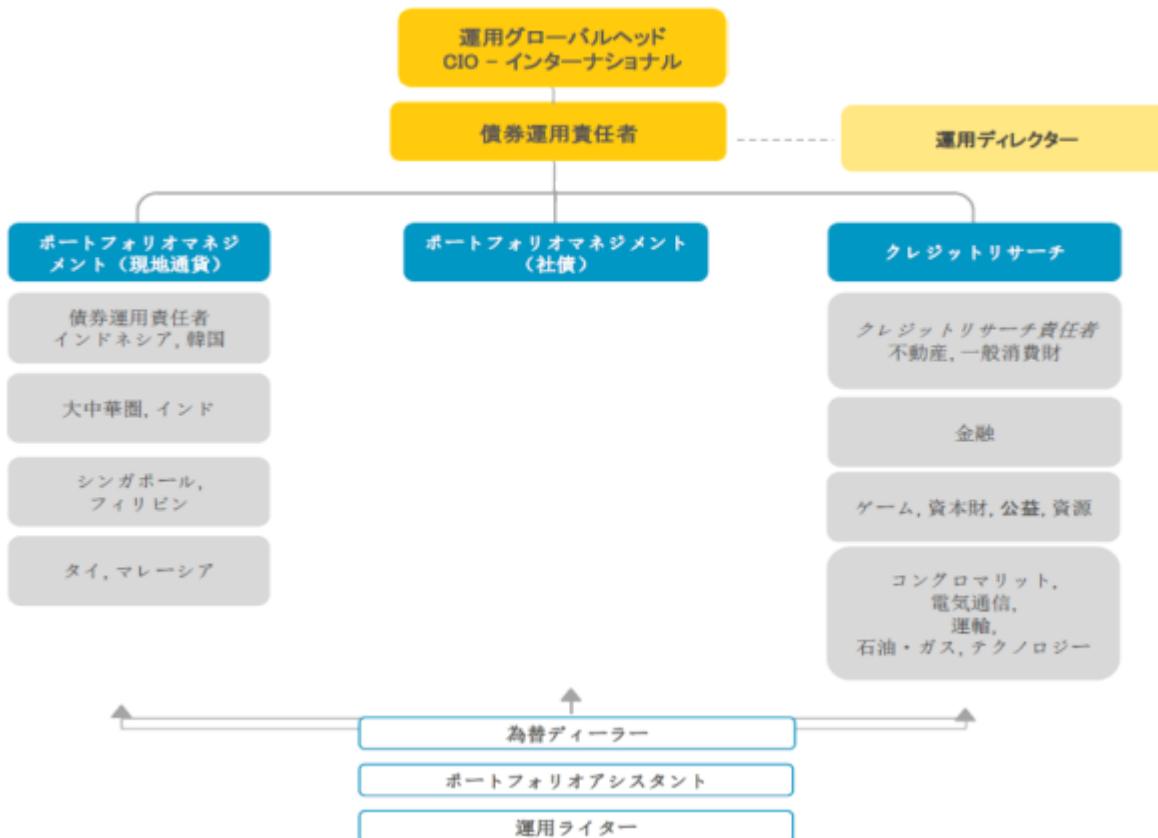 運用グローバルヘッド
CIO – インターナショナル
債券運用責任者
運用ディレクター
ポートフォリオマネジ
メント（現地通貨）
債券運用責任者
インドネシア, 韓国
大中華圏, インド
シンガポール,
フィリピン
タイ, マレーシア
ポートフォリオマネジメント
（社債）
クレジットリサーチ
クレジットリサーチ責任者
不動産, 一般消費財
金融
ゲーム, 資本財, 公益, 資源
コングロマリット,
電気通信,
運輸,
石油・ガス, テクノロジー
為替ディーラー
ポートフォリオアシスタント
運用ライター